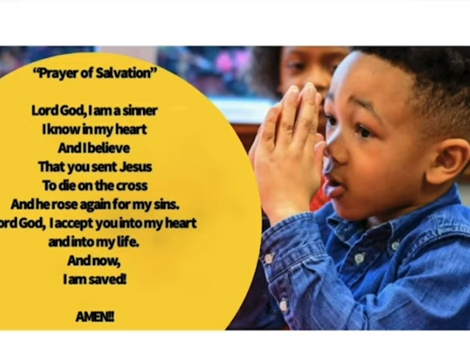 “Prayer of Salvation”
Lord God, I am a sinner
I know in my heart
And I believe
That you sent Jesus
To die on the cross
And he rose again for my sins.
ord God, I accept you into my heart
and into my life.
And now,
I am saved!
AMEN!!